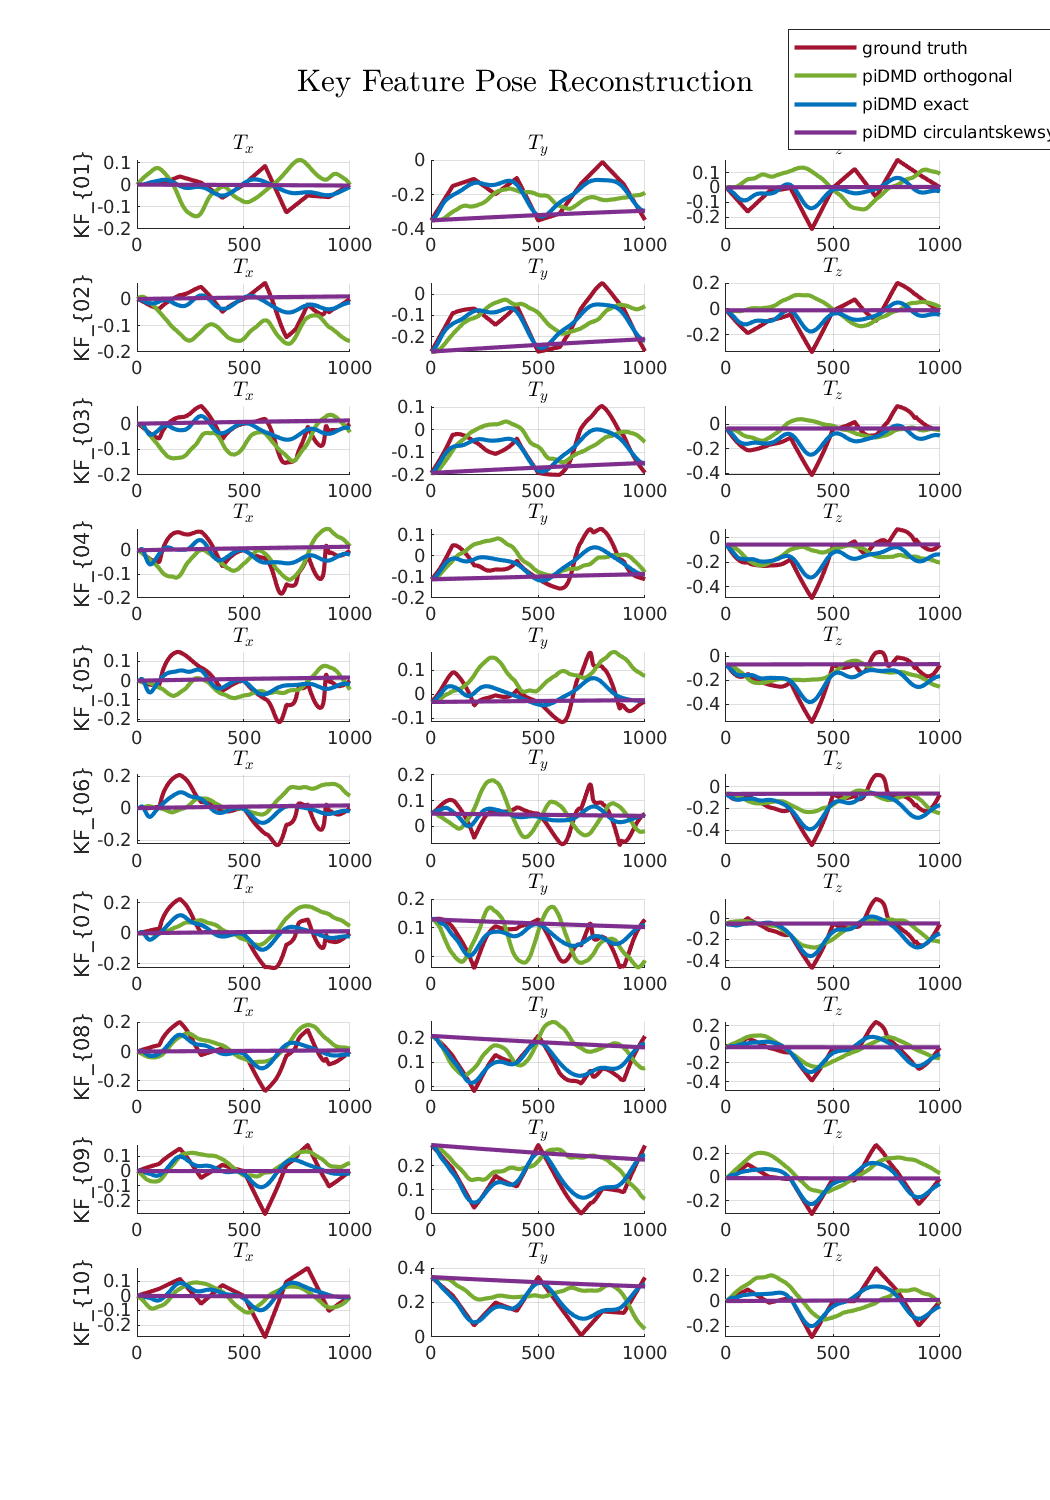 ground truth
Key Feature Pose Reconstruction
piDMD orthogonal
piDMD exact
piDMD circulantskewsy
T_x T_y
KF_{01}
0.1 0 -0.1 -0.2
0 -0.2 -0.4
0.1 0 -0.1 -0.2
0 500 1000 0 500 1000 0 500 1000
T_x T_y T_z
KF_{02}
0 -0.1 -0.2
0 -0.1 -0.2
0.2 0 -0.2
0 500 1000 0 500 1000 0 500 1000
T_x T_y T_z
KF_{03}
0 -0.1 -0.2
0.1 0 -0.1 -0.2
0 -0.2 -0.4
0 500 1000 0 500 1000 0 500 1000
T_x T_y T_z
KF_{04}
0 -0.1 -0.2
0.1 0 -0.1 -0.2
0 -0.2 -0.4
0 500 1000 0 500 1000 0 500 1000
T_x T_y T_z
KF_{05}
0.1 0 -0.1 -0.2
0.1 0 -0.1
0 -0.2 -0.4
0 500 1000 0 500 1000 0 500 1000
T_x T_y T_z
KF_{06}
0.2 0 -0.2
0.2 0.1 0
0 -0.2 -0.4
0 500 1000 0 500 1000 0 500 1000
T_x T_y T_z
KF_{07}
0.2 0 -0.2
0.2 0.1 0
0 -0.2 -0.4
0 500 1000 0 500 1000 0 500 1000
T_x T_y T_z
KF_{08}
0.2 0 -0.2
0.2 0.1 0
0.2 0 -0.2 -0.4
0 500 1000 0 500 1000 0 500 1000
T_x T_y T_z
KF_{09}
0.1 0 -0.1 -0.2
0.2 0.1 0
0.2 0 -0.2
0 500 1000 0 500 1000 0 500 1000
T_x T_y T_z
KF_{10}
0.1 0 -0.1 -0.2
0.4 0.2 0
0.2 0 -0.2
0 500 1000 0 500 1000 0 500 1000